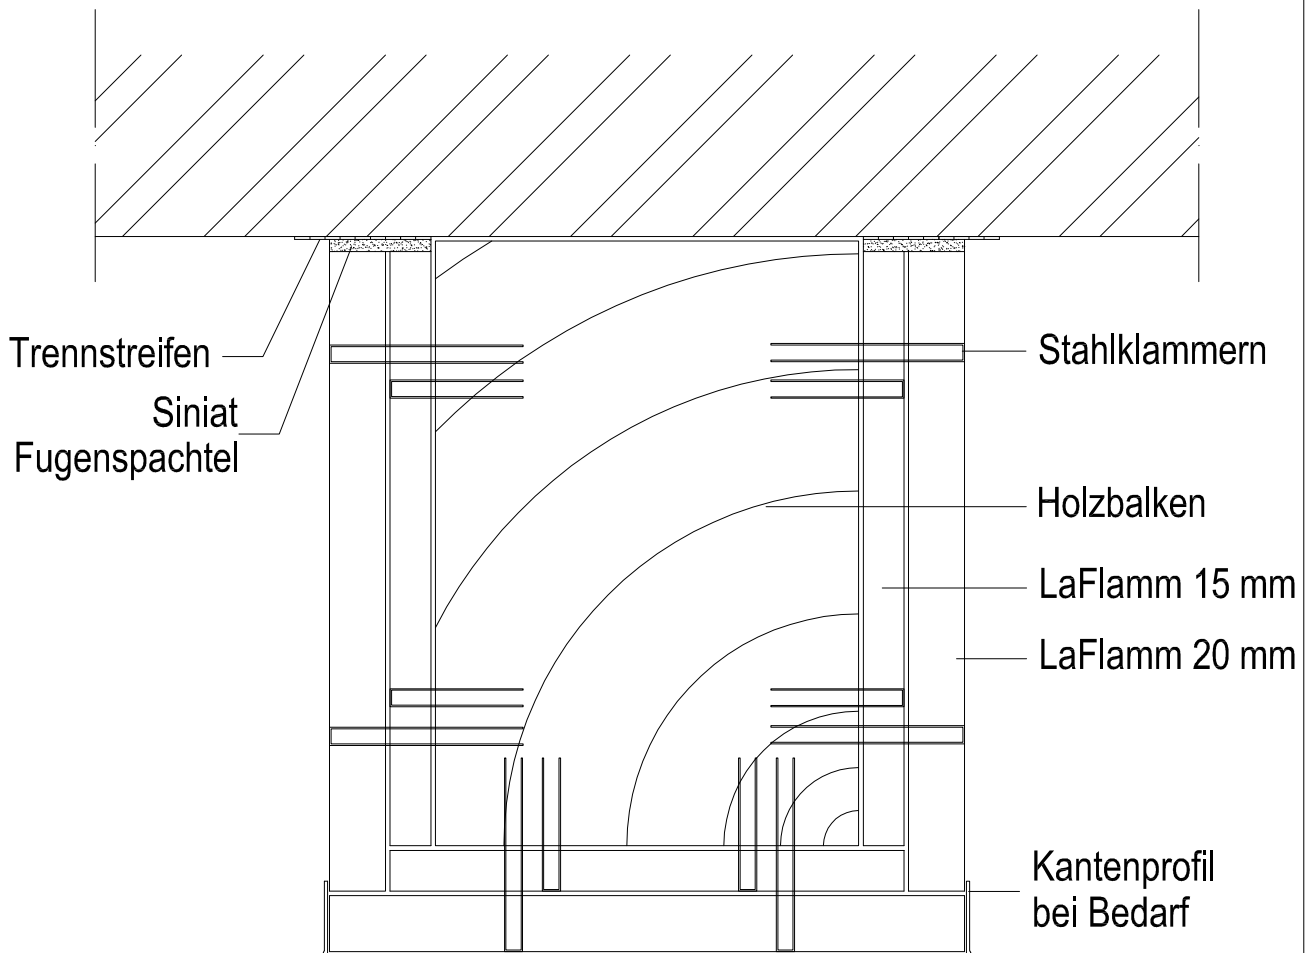 Trennstreifen
Siniat
Fugenspachtel
Stahlklammern
Holzbalken
LaFlamm 15 mm
LaFlamm 20 mm
Kantenprofil
bei Bedarf